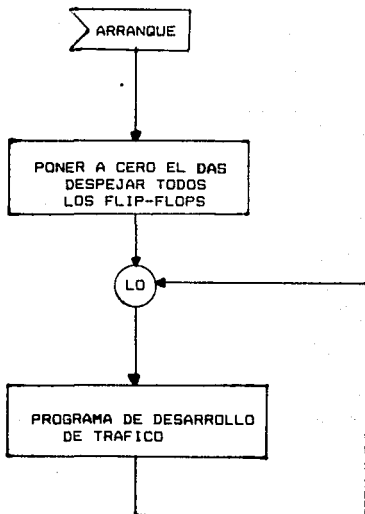 ARRANQUE
PONER A CERO EL DAS
DESPEJAR TODOS
LOS FLIP-FLOPS
LO
PROGRAMA DE DESARROLLO
DE TRAFICO